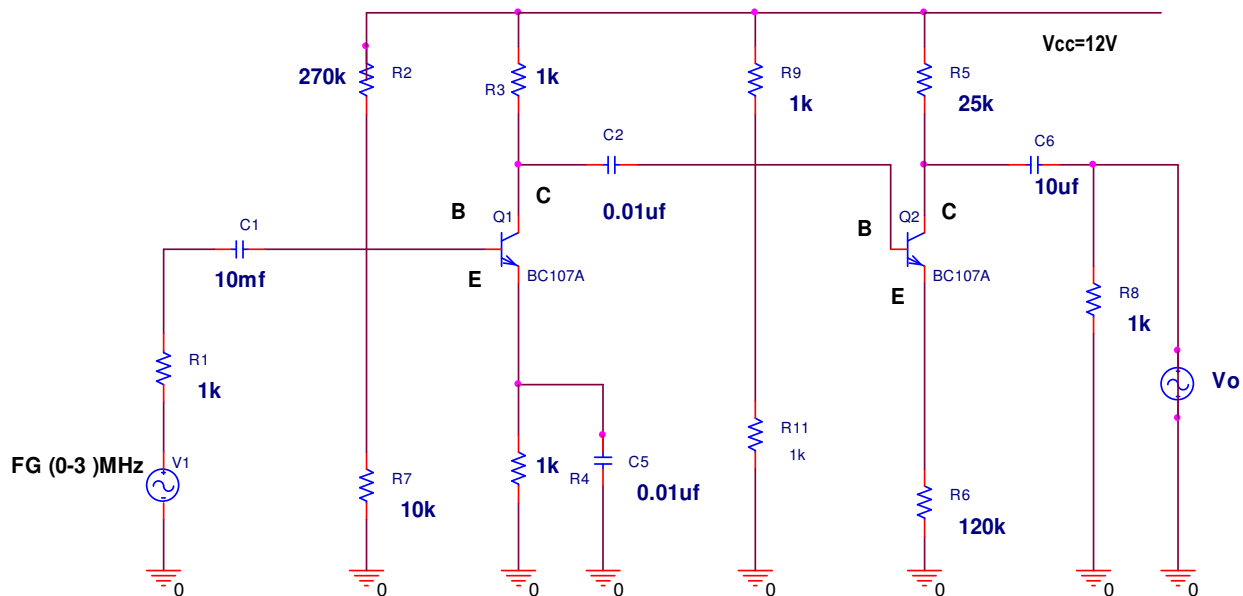 Vcc=12V
270k
R2
R3
1k
R9
1k
R5
25k
C2
0.01uf
C6
10uf
B
C
Q1
E
BC107A
B
C
Q2
E
BC107A
C1
10mf
R1
1k
R8
1k
Vo
FG (0-3 )MHz
V1
R7
10k
1k
R4
C5
0.01uf
R11
1k
R6
120k
0
0
0
0
0
0
0
0